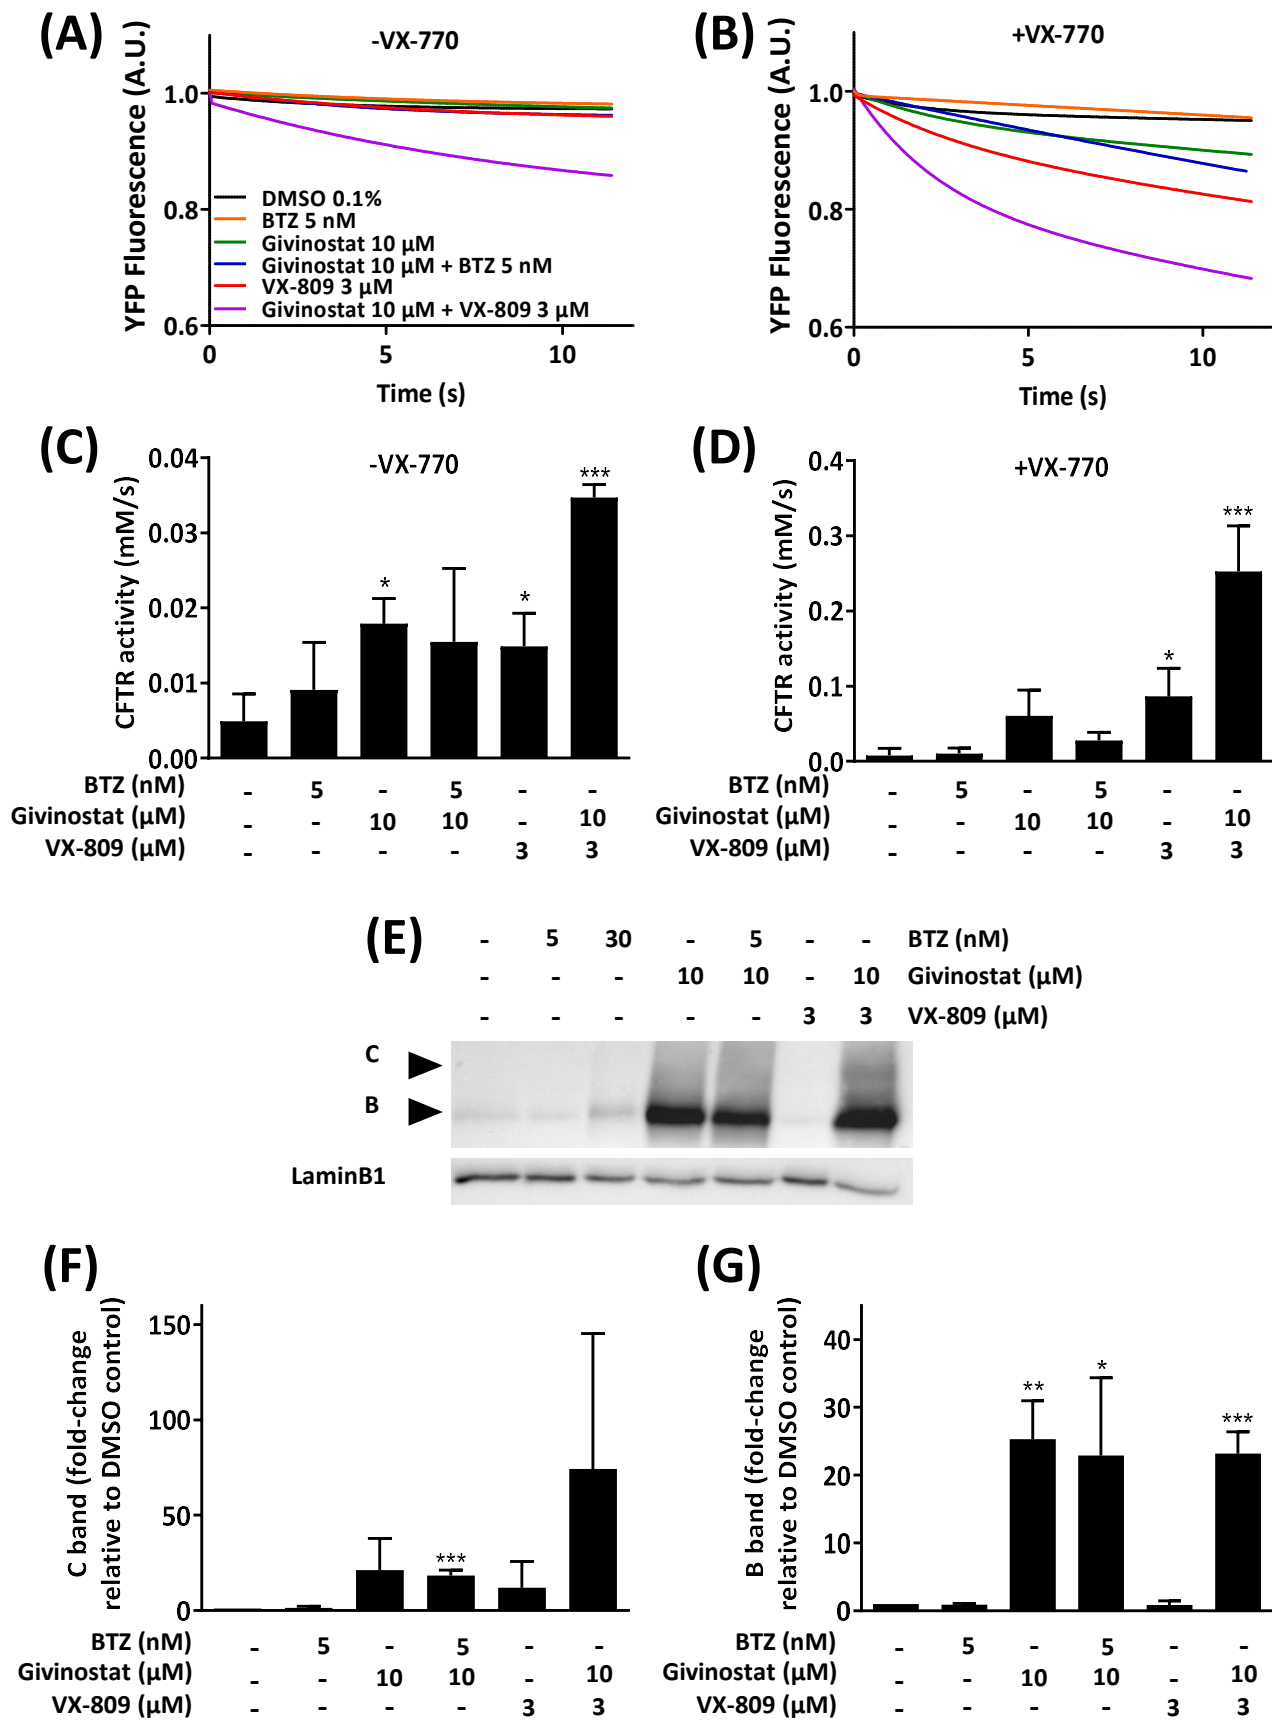 (A)
-VX-770
YFP Fluorescence (A.U.)
1.0
0.8
0.6
DMSO 0.1%
BTZ 5 nM
Givinostat 10 µM
Givinostat 10 µM + BTZ 5 nM
VX-809 3 µM
Givinostat 10 µM + VX-809 3 µM
0 5 10
Time (s)
(B)
+VX-770
YFP Fluorescence (A.U.)
1.0
0.8
0.6
0 5 10
Time (s)
(C)
-VX-770
CFTR activity (mM/s)
0.04
0.03
0.02
0.01
0.00
* * ***
BTZ (nM) - 5 - 5 - -
Givinostat (µM) - - 10 10 - 10
VX-809 (µM) - - - - 3 3
(D)
+VX-770
CFTR activity (mM/s)
0.4
0.3
0.2
0.1
0.0
* ***
- 5 - 5 - -
- - 10 10 - 10
- - - - 3 3
(E)
- 5 30 - 5 - - BTZ (nM)
- - - 10 10 - 10 Givinostat (µM)
- - - - - 3 3 VX-809 (µM)
C
B
LaminB1
(F)
C band (fold-change
relative to DMSO control)
150
100
50
0
***
BTZ (nM) - 5 - 5 - -
Givinostat (µM) - - 10 10 - 10
VX-809 (µM) - - - - 3 3
(G)
B band (fold-change
relative to DMSO control)
40
30
20
10
0
** * ***
BTZ (nM) - 5 - 5 - -
Givinostat (µM) - - 10 10 - 10
VX-809 (µM) - - - - 3 3